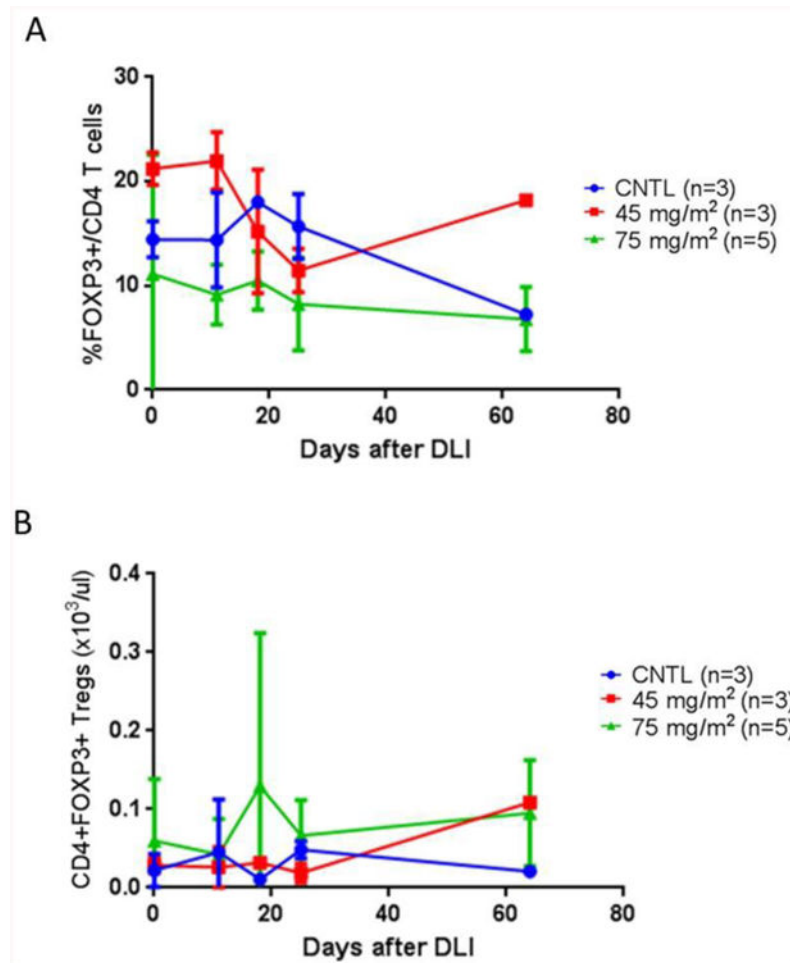 A
30
20
10
0
%FOXP3+/CD4 T cells
0 20 40 60 80
Days after DLI
CNTL (n=3)
45 mg/m² (n=3)
75 mg/m² (n=5)
B
0.4
0.3
0.2
0.1
0.0
CD4+FOXP3+ Tregs (x10³/ul)
0 20 40 60 80
Days after DLI
CNTL (n=3)
45 mg/m² (n=3)
75 mg/m² (n=5)